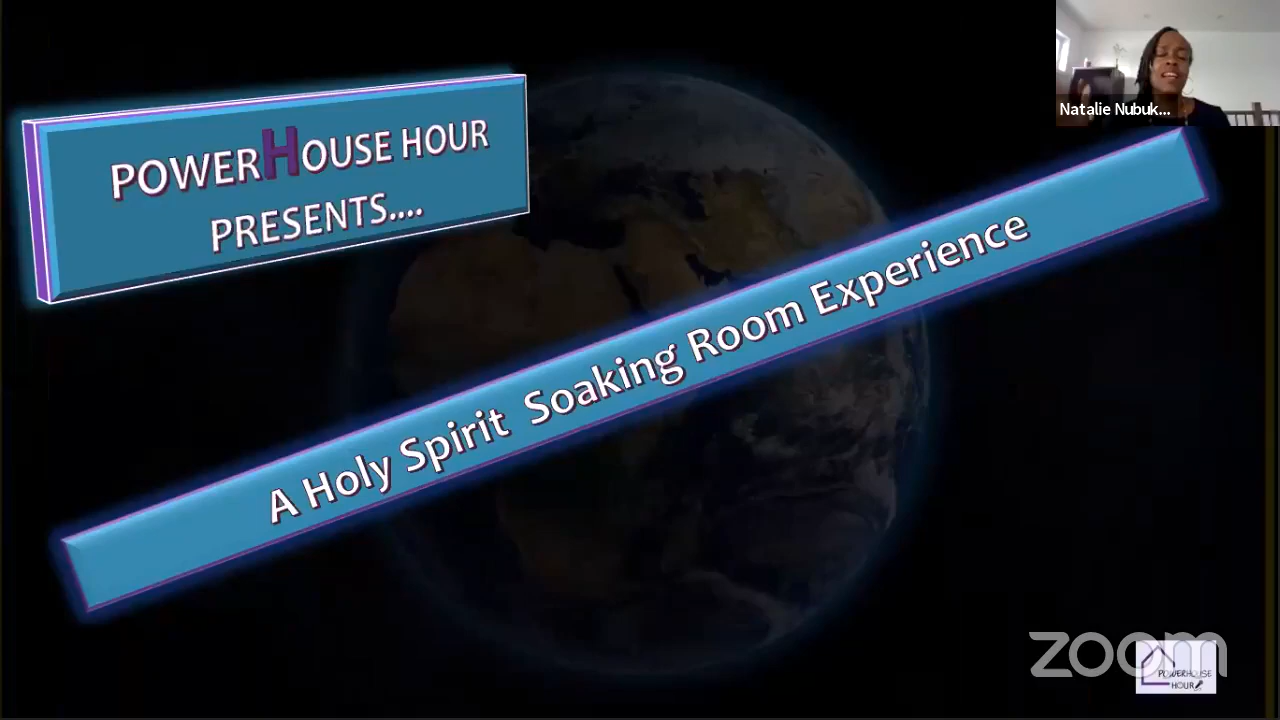 POWERHOUSE HOUR
PRESENTS....
Natalie Nubuk...
A Holy Spirit Soaking Room Experience
zoom
POWERHOUSE
HOUR